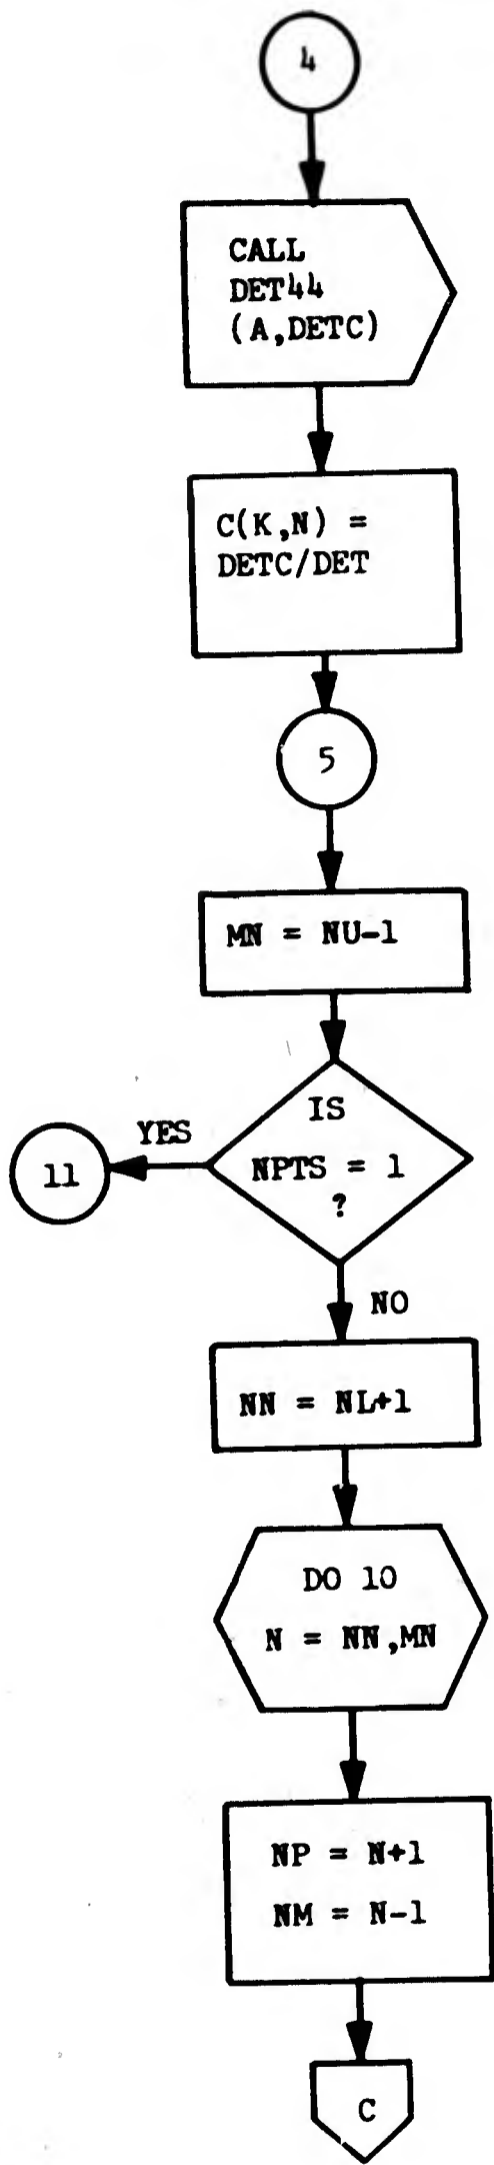 4
CALL
DET44
(A,DETC)
C(K,N) =
DETC/DET
5
MN = NU-1
IS
YES
NPTS = 1
11
?
NO
NN = NL+1
DO 10
N = NN,MN
NP = N+1
NM = N-1
C